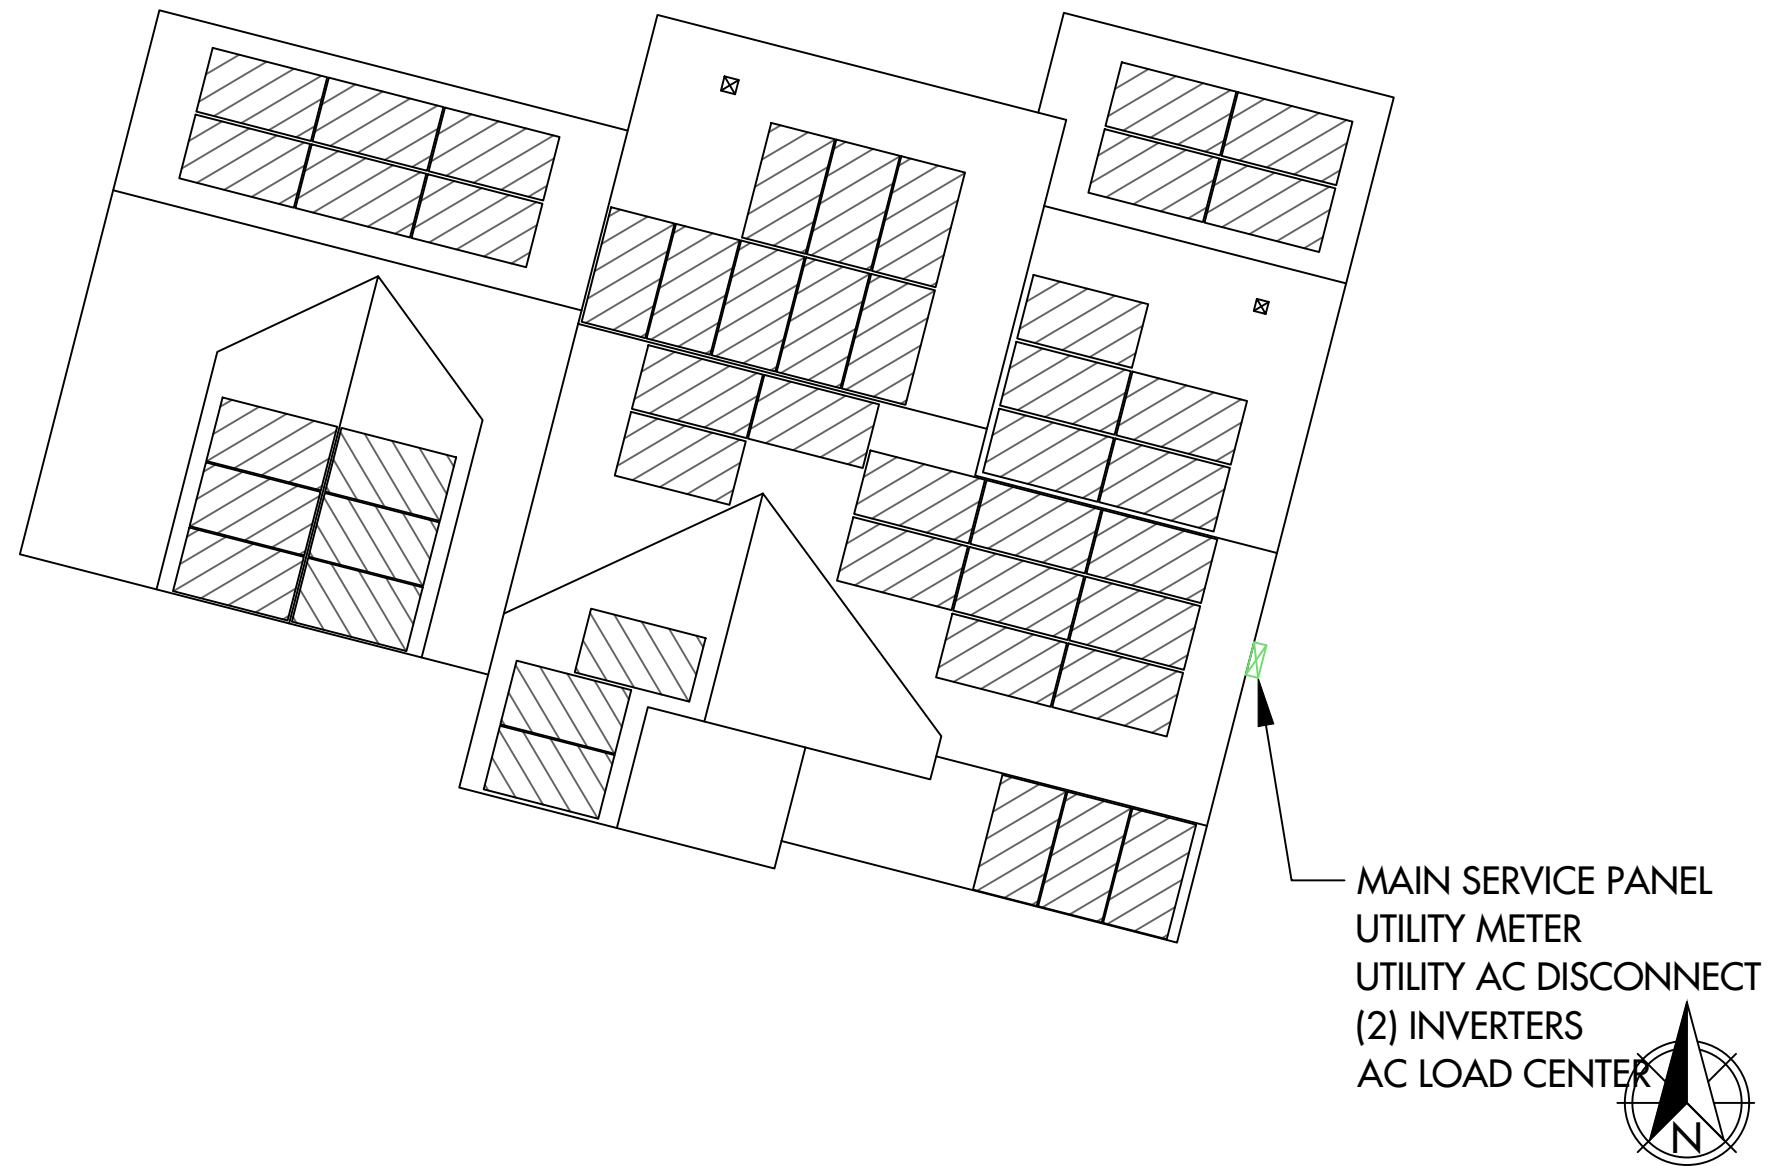 MAIN SERVICE PANEL
UTILITY METER
UTILITY AC DISCONNECT
(2) INVERTERS
AC LOAD CENTER
N